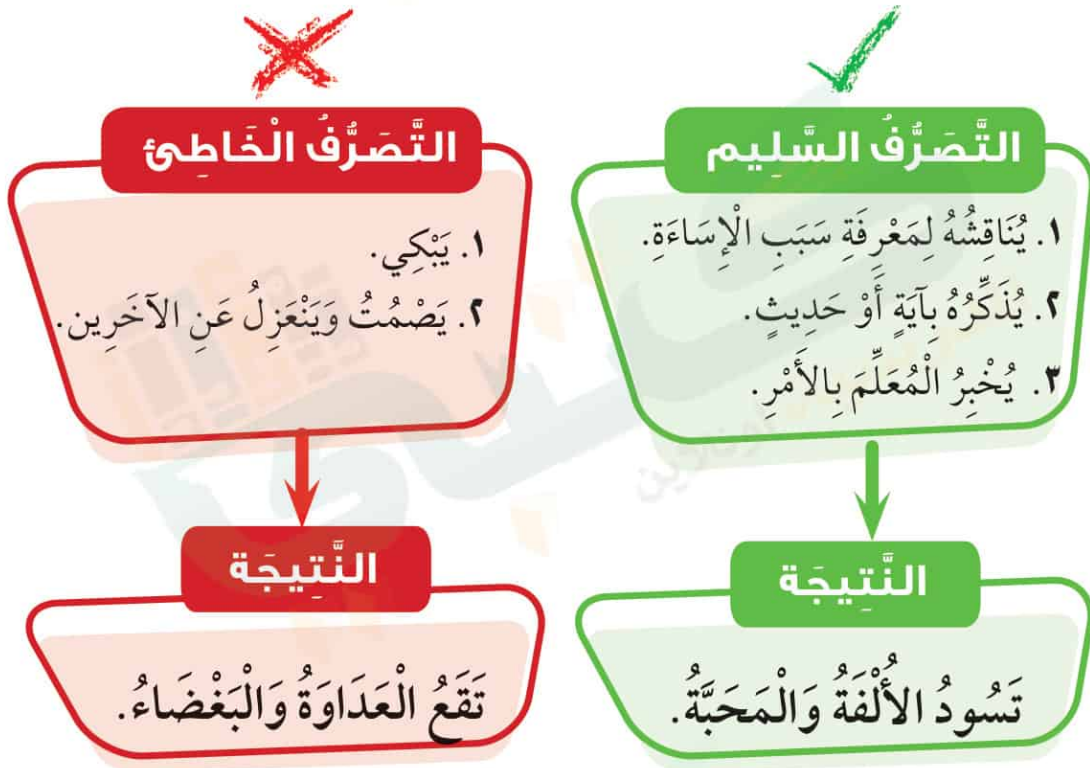 التَّصَرُّفُ السَّلِيم
١. يُنَاقِشُهُ لِمَعْرِفَةِ سَبَبِ الْإِسَاءَةِ.
٢. يُذَكِّرُهُ بِآيَةٍ أَوْ حَدِيثٍ.
٣. يُخْبِرُ الْمُعَلِّمَ بِالأَمْرِ.
النَّتِيجَة
تَسُودُ الأُلْفَةُ وَالْمَحَبَّةُ.
التَّصَرُّفُ الْخَاطِئ
١. يَبْكِي.
٢. يَصْمُتُ وَيَنْعَزِلُ عَنِ الآخَرِين.
النَّتِيجَة
تَقَعُ الْعَدَاوَةُ وَالْبَغْضَاءُ.